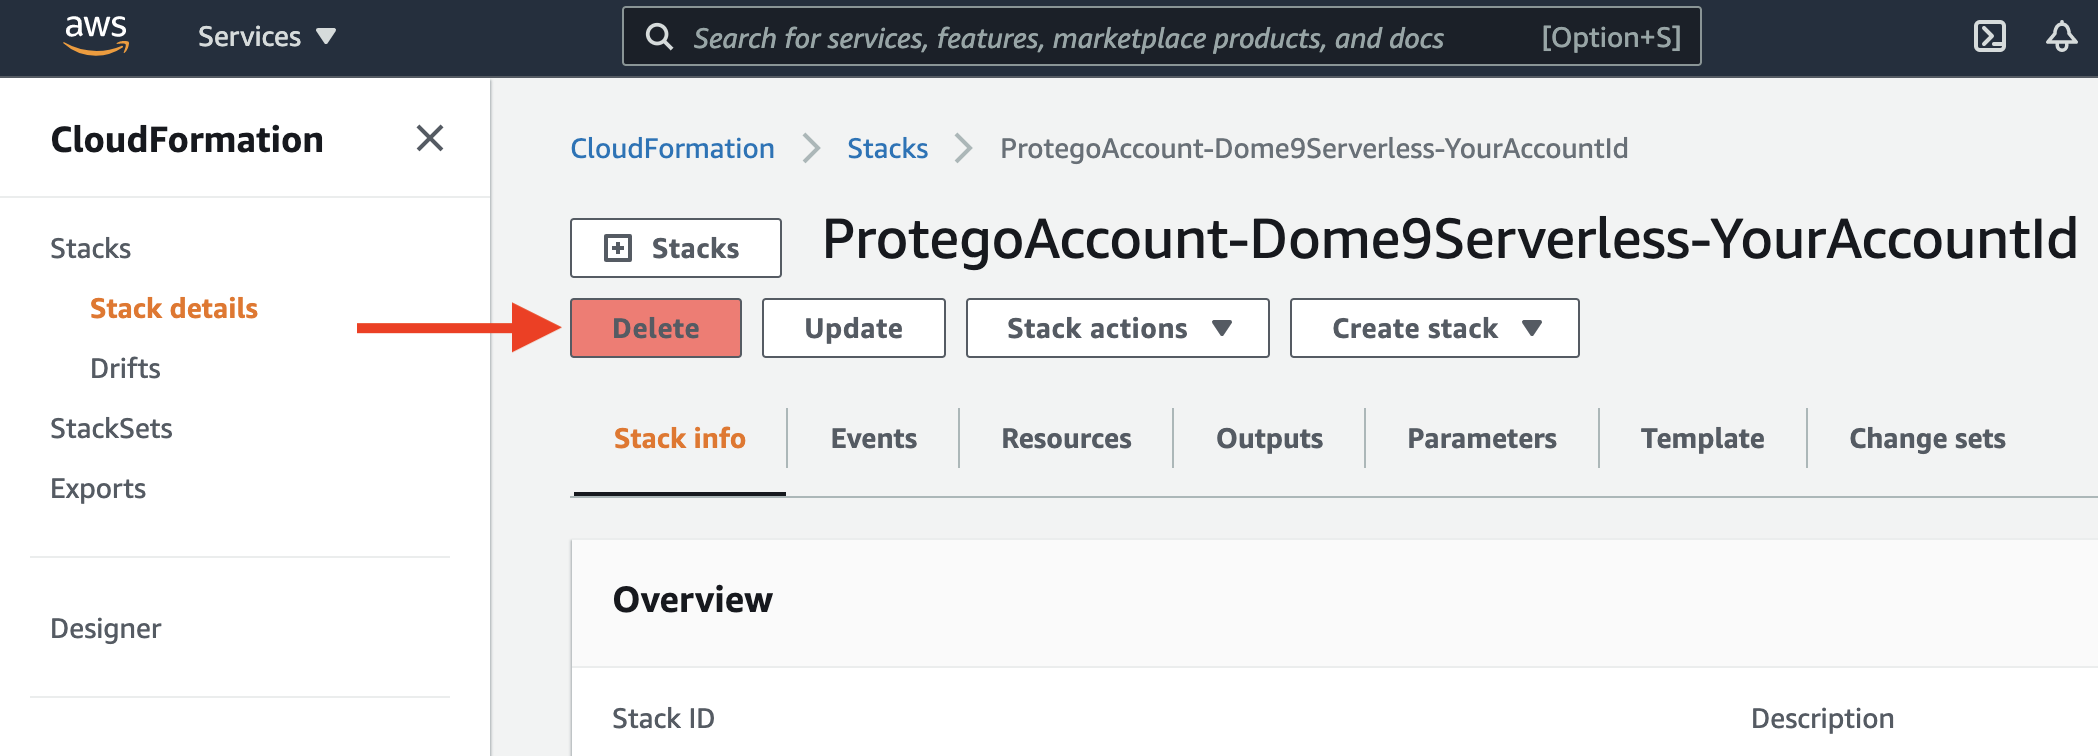 aws Services Search for services, features, marketplace products, and docs [Option+S]
CloudFormation
Stacks
Stack details
Drifts
StackSets
Exports
Designer
CloudFormation Stacks ProtegoAccount-Dome9Serverless-YourAccountId
Stacks ProtegoAccount-Dome9Serverless-YourAccountId
Delete Update Stack actions Create stack
Stack info Events Resources Outputs Parameters Template Change sets
Overview
Stack ID Description